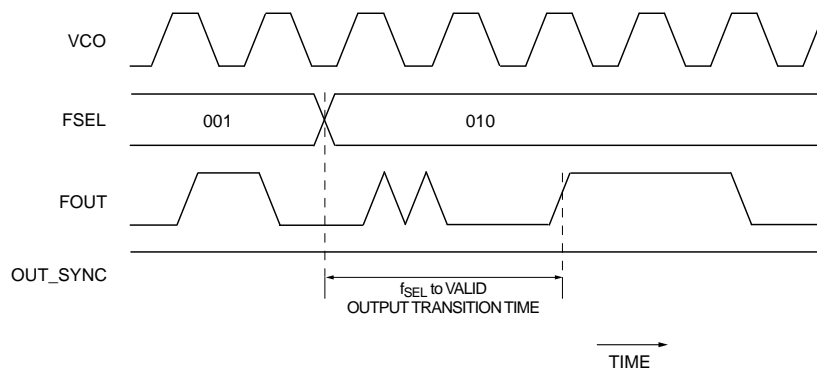 VCO
FSEL
001
010
FOUT
OUT_SYNC
fSEL to VALID
OUTPUT TRANSITION TIME
TIME